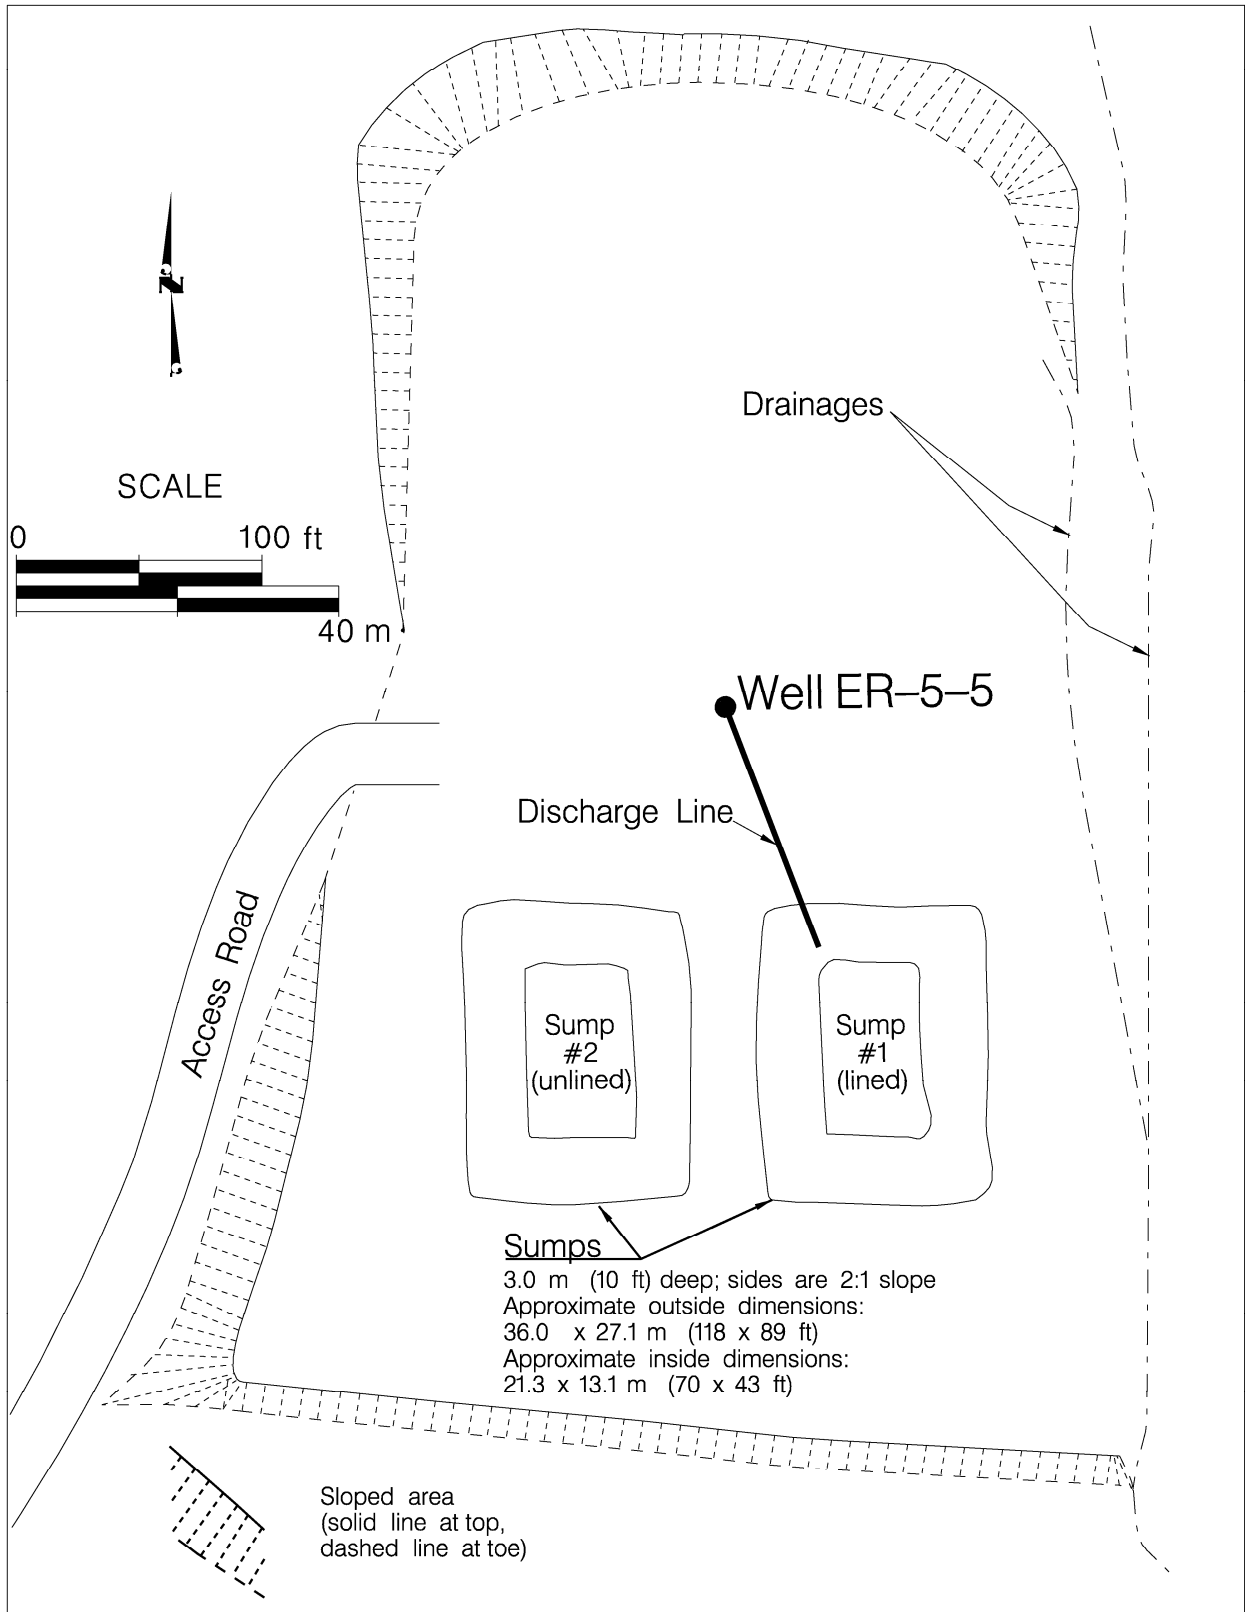 N
Drainages
SCALE
0 100 ft
40 m
Well ER–5–5
Discharge Line
Access Road
Sump
#2
(unlined)
Sump
#1
(lined)
Sumps
3.0 m (10 ft) deep; sides are 2:1 slope
Approximate outside dimensions:
36.0 x 27.1 m (118 x 89 ft)
Approximate inside dimensions:
21.3 x 13.1 m (70 x 43 ft)
Sloped area
(solid line at top,
dashed line at toe)